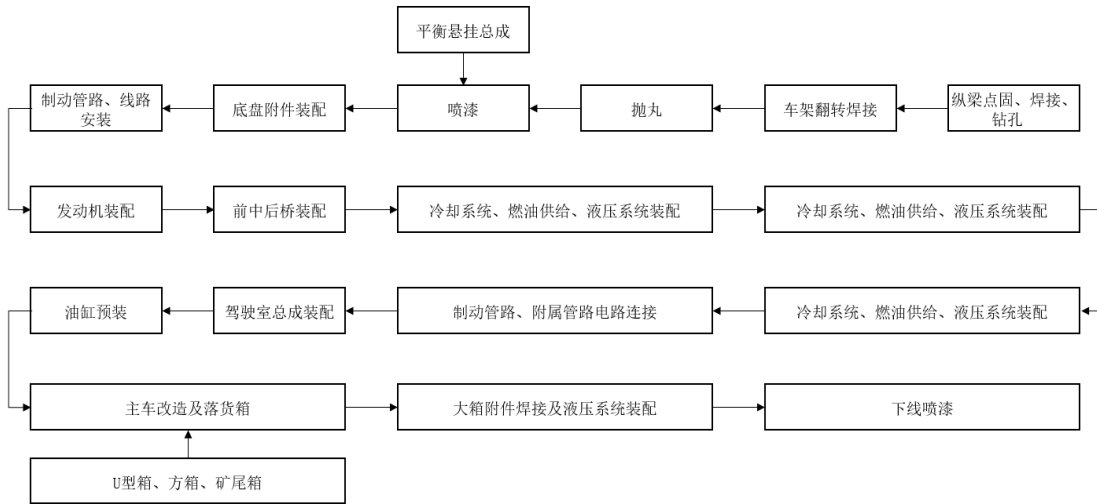 平衡悬挂总成
制动管路、线路
安装
底盘附件装配
喷漆
抛丸
车架翻转焊接
纵梁点固、焊接、
钻孔
发动机装配
前中后桥装配
冷却系统、燃油供给、液压系统装配
冷却系统、燃油供给、液压系统装配
油缸预装
驾驶室总成装配
制动管路、附属管路电路连接
冷却系统、燃油供给、液压系统装配
主车改造及落货箱
大箱附件焊接及液压系统装配
下线喷漆
U型箱、方箱、矿尾箱